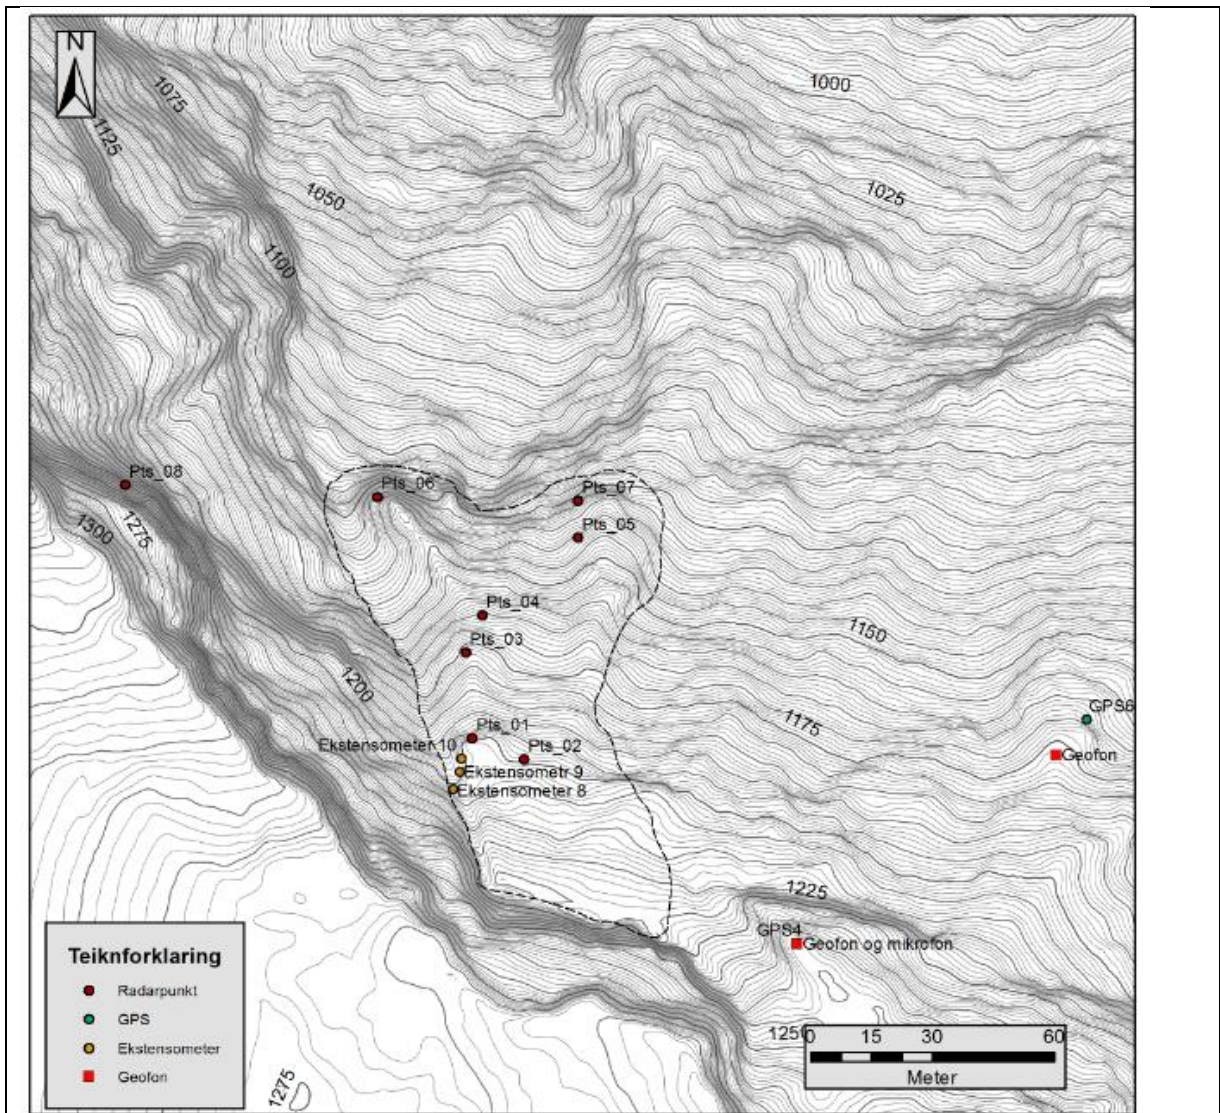 N
1000
1075
1125
1025
1050
1100
Pts_08
Pts_06
Pts_07
1300
1275
Pts_05
Pts_04
1150
Pts_03
1200
GPS6
1175
Pts_01
Ekstensometer 10
Pts_02
Geofon
Ekstensometr 9
Ekstensometer 8
1225
GPS4
Geofon og mikrofon
Teiknforklaring
Radarpunkt
GPS
Ekstensometer
Geofon
1250
0 15 30 60
Meter
1275